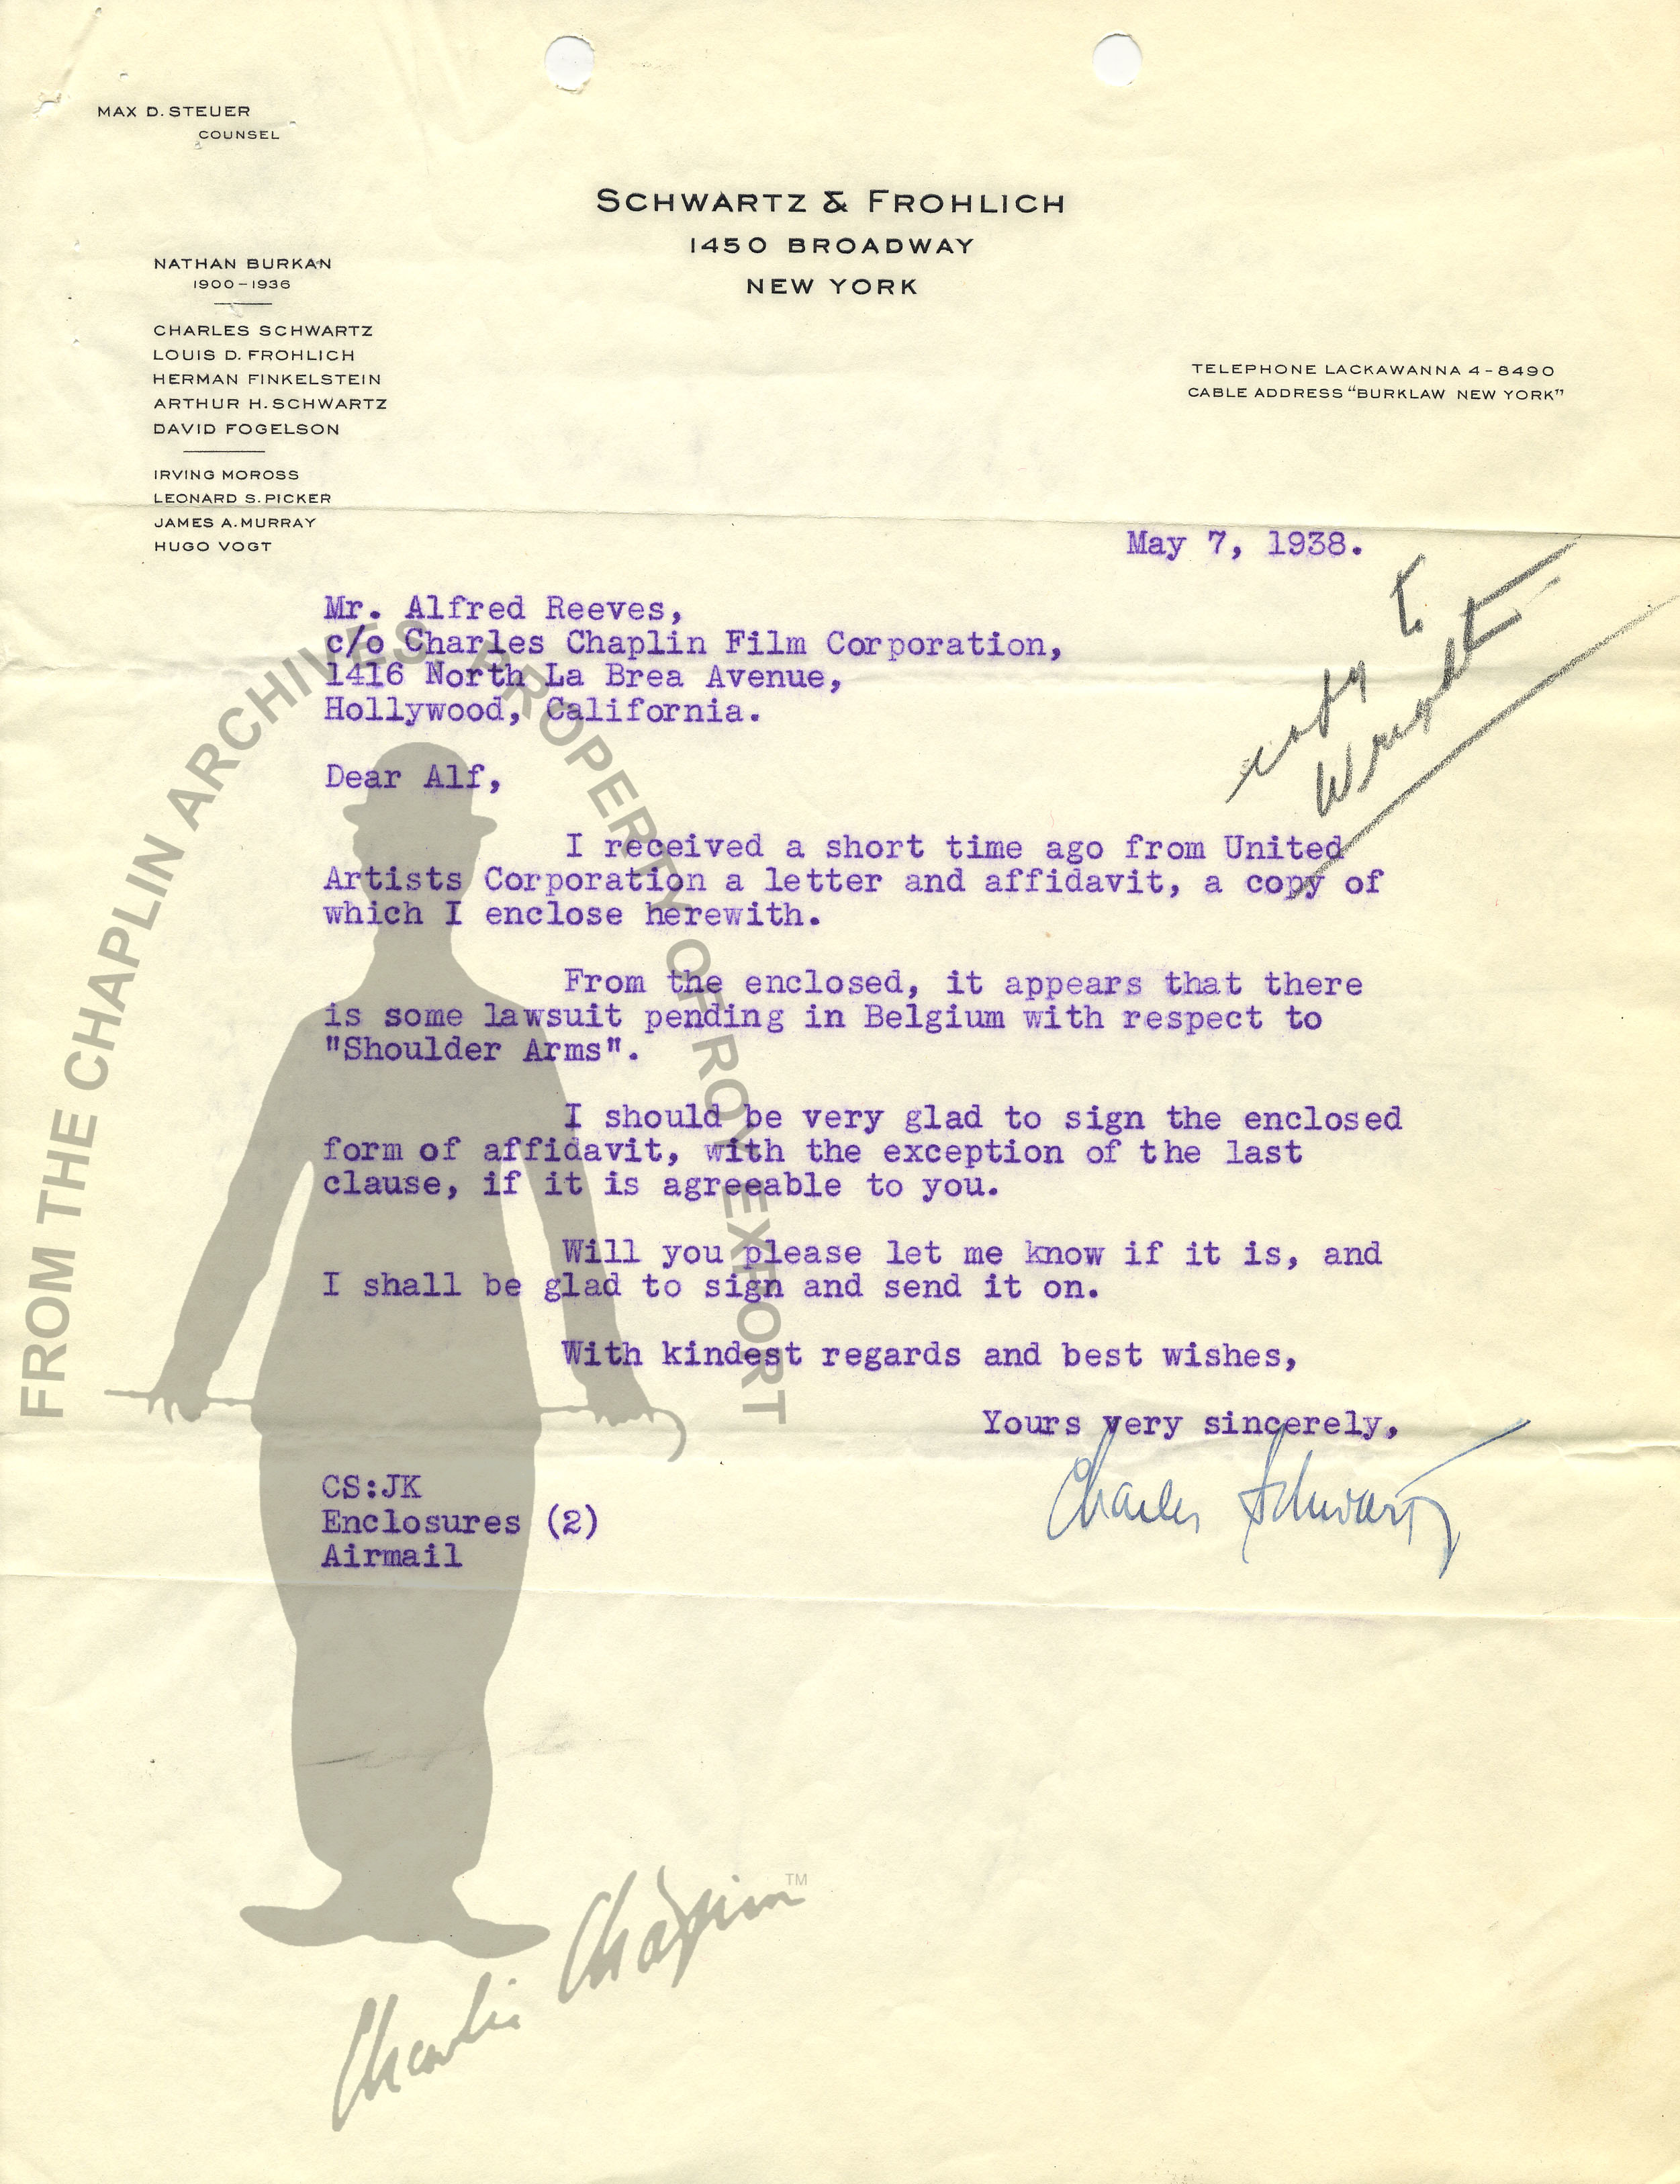 MAX D. STEUER
COUNSEL
SCHWARTZ & FROHLICH
1450 BROADWAY
NEW YORK
NATHAN BURKAN
1900-1936
CHARLES SCHWARTZ
LOUIS D. FROHLICH
HERMAN FINKELSTEIN
ARTHUR H. SCHWARTZ
DAVID FOGELSON
IRVING MOROSS
LEONARD S. PICKER
JAMES A. MURRAY
HUGO VOGT
TELEPHONE LACKAWANNA 4-8490
CABLE ADDRESS "BURKLAW NEW YORK"
May 7, 1938.
to
Wright
Mr. Alfred Reeves,
c/o Charles Chaplin Film Corporation,
1416 North La Brea Avenue,
Hollywood, California.
Dear Alf,
I received a short time ago from United
Artists Corporation a letter and affidavit, a copy of
which I enclose herewith.
From the enclosed, it appears that there
is some lawsuit pending in Belgium with respect to
"Shoulder Arms".
I should be very glad to sign the enclosed
form of affidavit, with the exception of the last
clause, if it is agreeable to you.
Will you please let me know if it is, and
I shall be glad to sign and send it on.
With kindest regards and best wishes,
Yours very sincerely,
Charles Schwartz
CS:JK
Enclosures (2)
Airmail
FROM THE CHAPLIN ARCHIVES PROPERTY OF ROY EXPORT
Charlie Chaplin TM